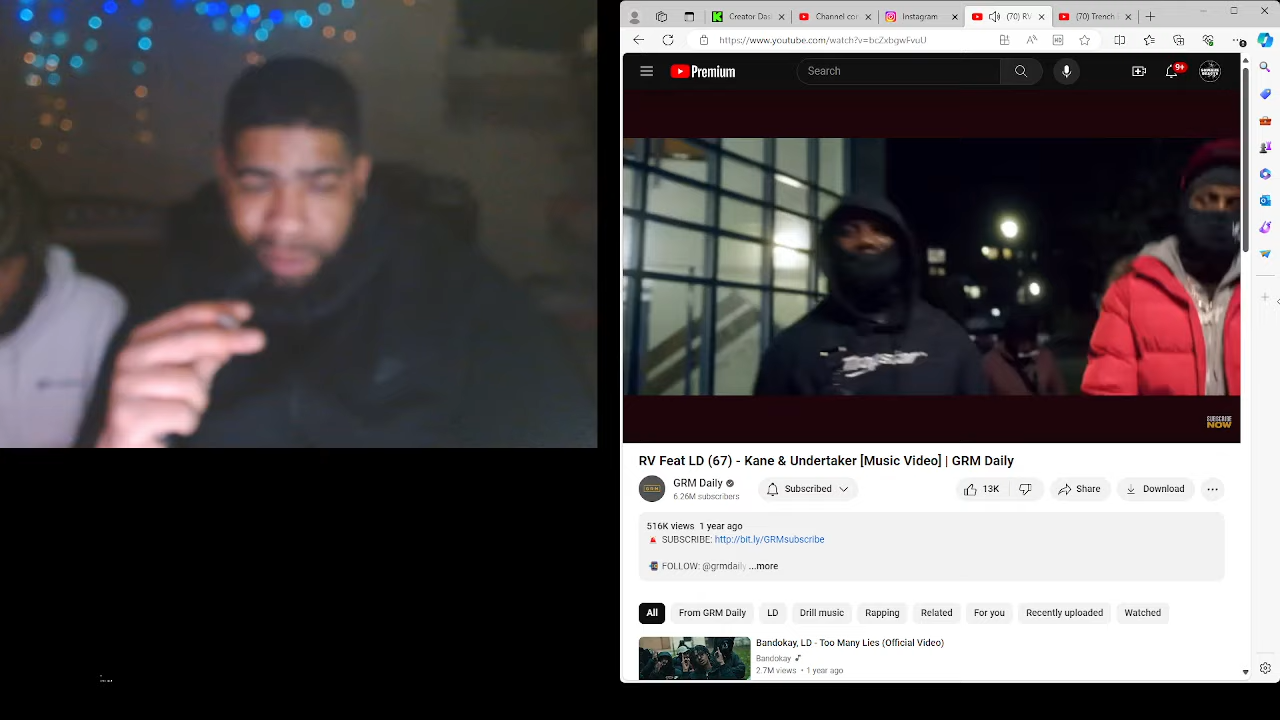 Creator Da
Channel co
Instagram
(70) RV
(70) Trench
https://www.youtube.com/watch?v=bcZxbgwFvuU
Premium
Search
9+
SUBSCRIBE
NOW
RV Feat LD (67) - Kane & Undertaker [Music Video] | GRM Daily
GRM
GRM Daily
6.26M subscribers
Subscribed
13K
Share
Download
516K views 1 year ago
SUBSCRIBE: http://bit.ly/GRMsubscribe
FOLLOW: @grmdaily ...more
All
From GRM Daily
LD
Drill music
Rapping
Related
For you
Recently uploaded
Watched
Bandokay, LD - Too Many Lies (Official Video)
Bandokay
2.7M views • 1 year ago